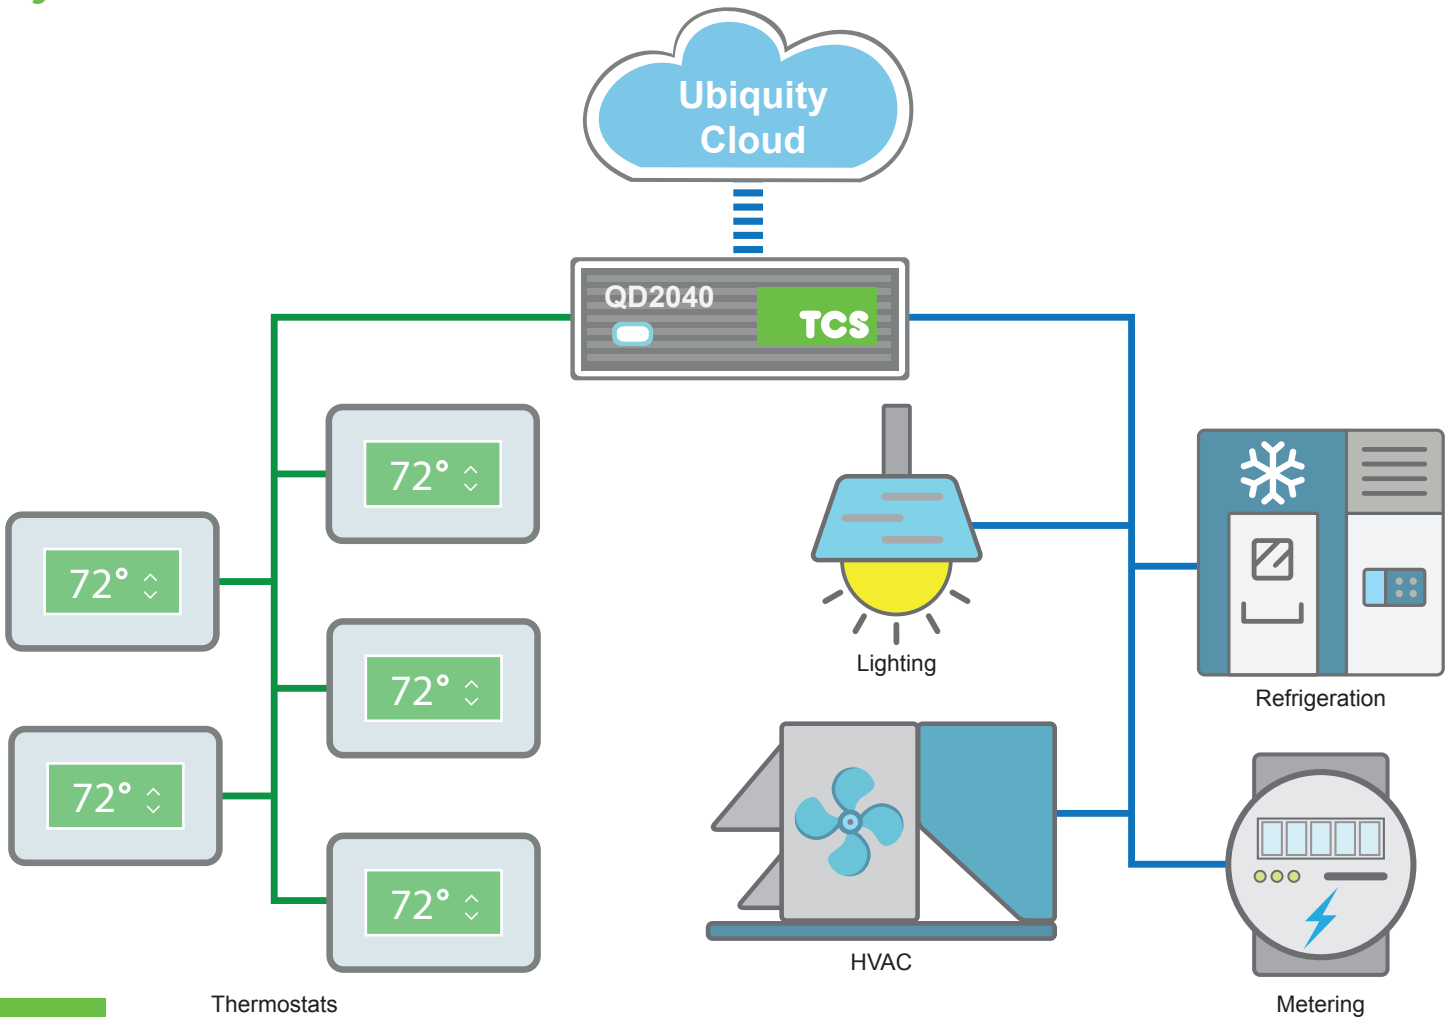 Ubiquity
Cloud
QD2040
TCS
72°
72°
72°
72°
72°
Lighting
Refrigeration
HVAC
Thermostats
Metering